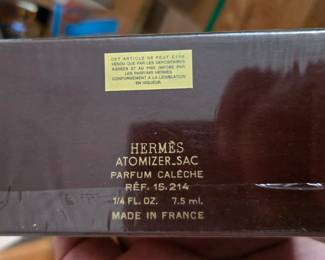 CET ARTICLE NE PEUT ÊTRE
VENDU QUE PAR LES DÉPOSITAIRES
AGRÉÉS ET AU PRIX IMPOSÉ PAR
LES PARFUMS HERMÈS
CONFORMÉMENT A LA LÉGISLATION
EN VIGUEUR.
HERMÈS
ATOMIZER_SAC
PARFUM CALÈCHE
RÉF. 15.214
1/4 FL. OZ. 7.5 ml.
MADE IN FRANCE